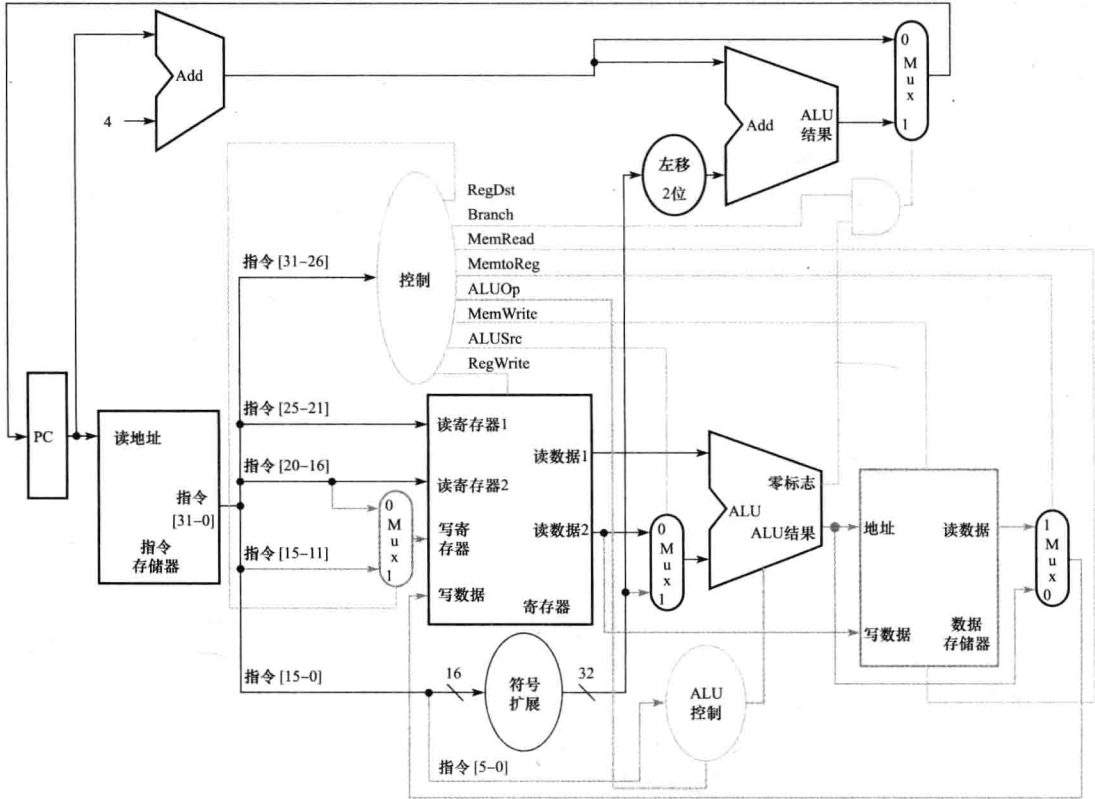 Add
4
0
M
u
x
1
Add
ALU
结果
左移
2位
RegDst
Branch
MemRead
MemtoReg
ALUOp
MemWrite
ALUSrc
RegWrite
控制
指令 [31-26]
PC
读地址
指令
[31-0]
指令
存储器
指令 [25-21]
指令 [20-16]
指令 [15-11]
0
M
u
x
1
读寄存器1
读寄存器2
写寄
存器
写数据
读数据1
读数据2
寄存器
0
M
u
x
1
零标志
ALU
ALU结果
地址
读数据
写数据
数据
存储器
1
M
u
x
0
指令 [15-0]
16
符号
扩展
32
ALU
控制
指令 [5-0]